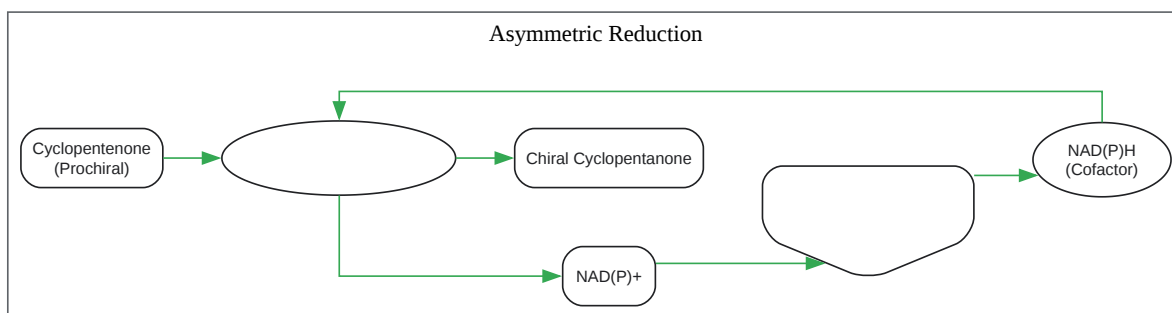 Asymmetric Reduction
Cyclopentenone
(Prochiral)
Chiral Cyclopentanone
NAD(P)H
(Cofactor)
NAD(P)+